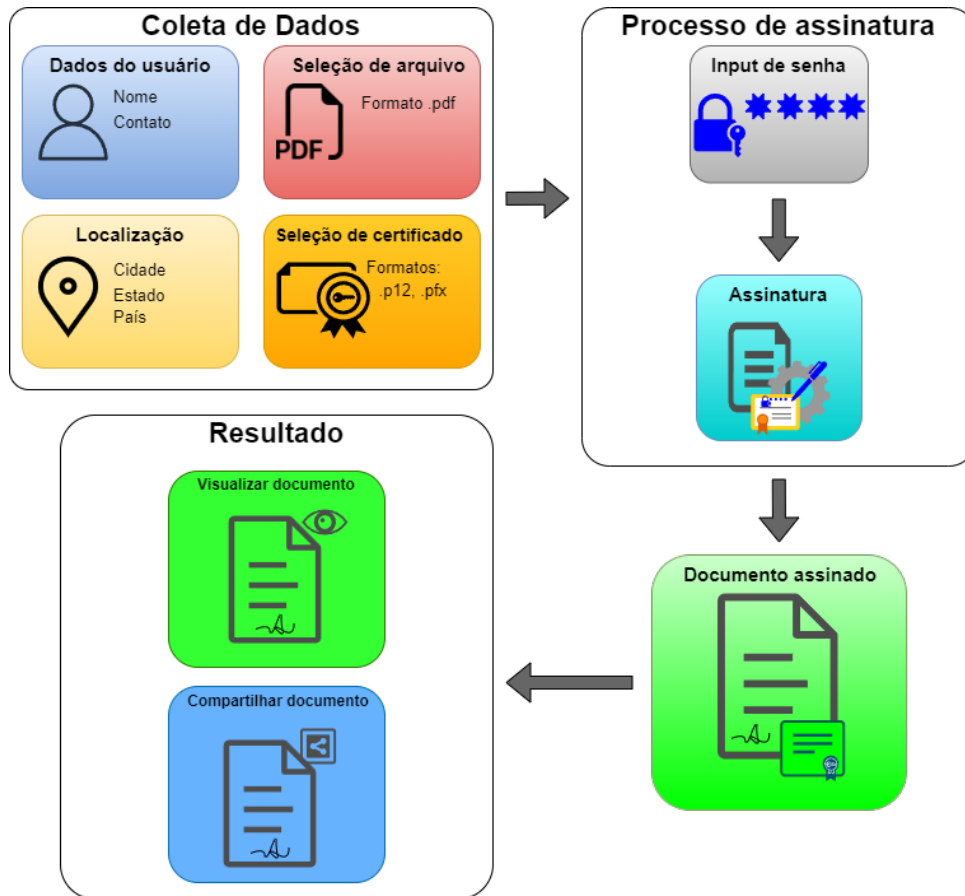 Coleta de Dados
Dados do usuário
Nome
Contato
Seleção de arquivo
Formato .pdf
PDF
Localização
Cidade
Estado
País
Seleção de certificado
Formatos:
.p12, .pfx
Processo de assinatura
Input de senha
Assinatura
Documento assinado
Resultado
Visualizar documento
Compartilhar documento